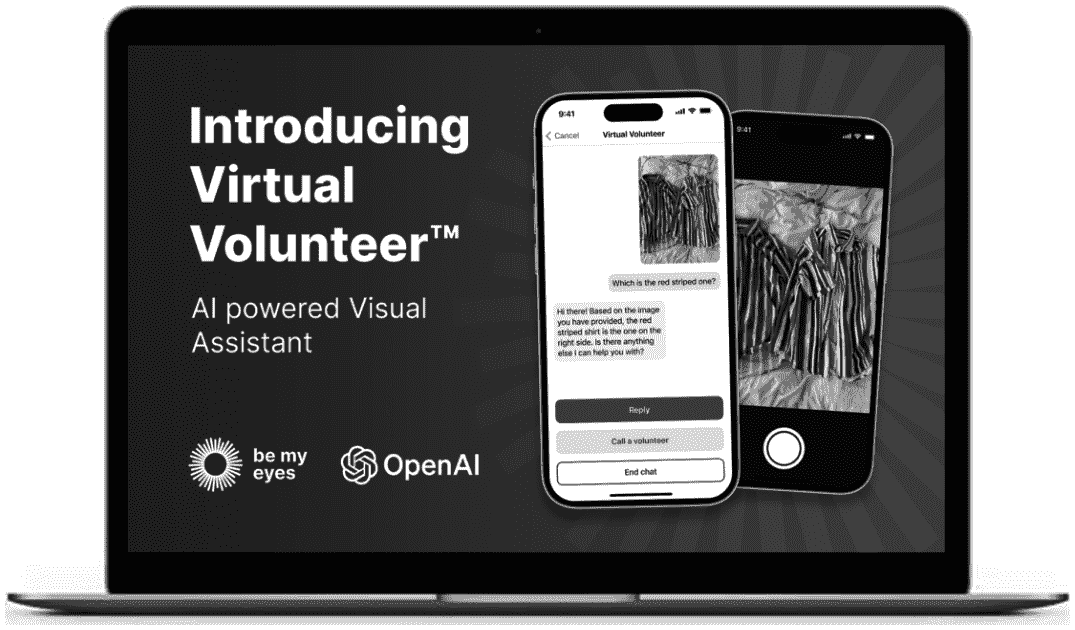 Introducing
Virtual
Volunteer™
AI powered Visual
Assistant
be my
eyes
OpenAI
9:41
Cancel
Virtual Volunteer
Which is the red striped one?
Hi there! Based on the image
you have provided, the red
striped shirt is the one on the
right side. Is there anything
else I can help you with?
Reply
Call a volunteer
End chat
9:41